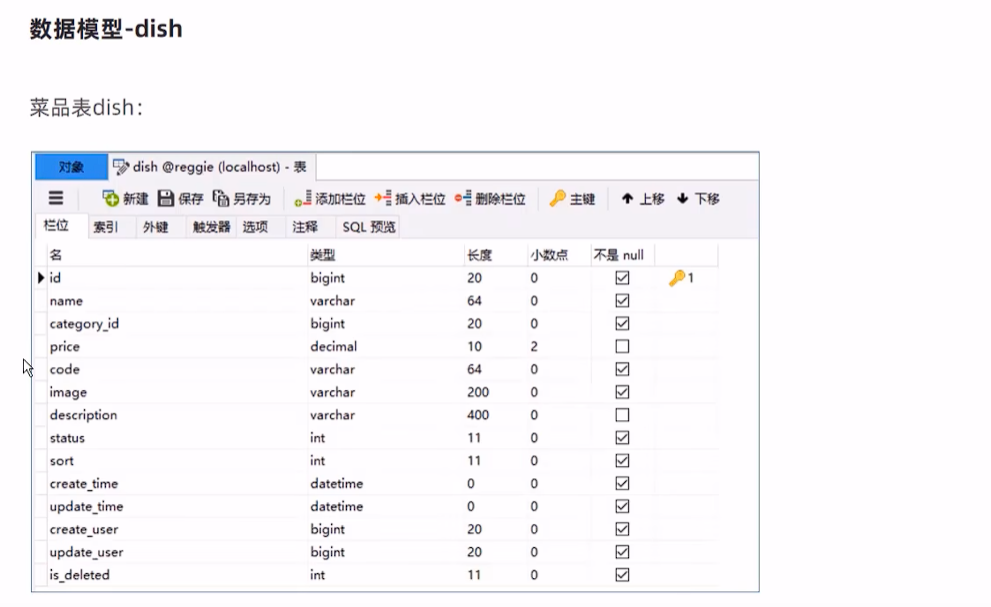 数据模型-dish
菜品表dish：
对象 dish @reggie (localhost) - 表
新建 保存 另存为 添加栏位 插入栏位 删除栏位 主键 上移 下移
栏位 索引 外键 触发器 选项 注释 SQL 预览
名 类型 长度 小数点 不是 null
id bigint 20 0 1
name varchar 64 0
category_id bigint 20 0
price decimal 10 2
code varchar 64 0
image varchar 200 0
description varchar 400 0
status int 11 0
sort int 11 0
create_time datetime 0 0
update_time datetime 0 0
create_user bigint 20 0
update_user bigint 20 0
is_deleted int 11 0